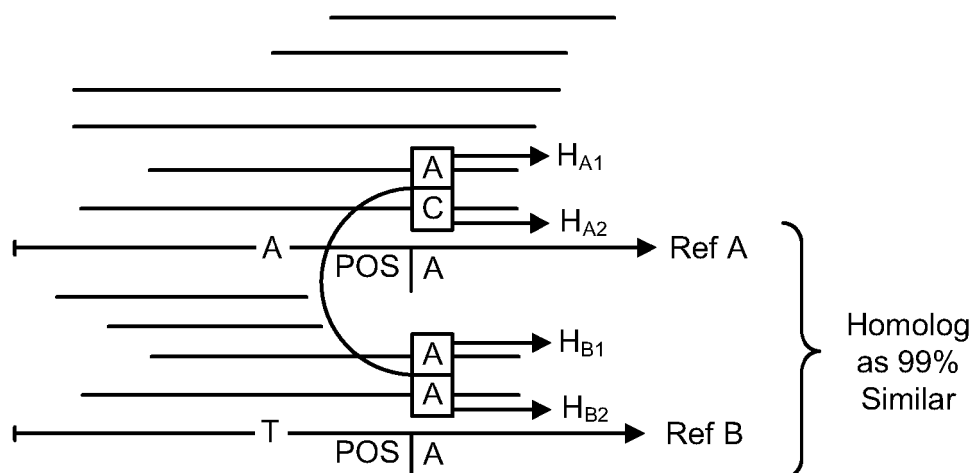 A
H_A1
C
H_A2
A
Ref A
POS
A
A
H_B1
A
H_B2
T
Ref B
POS
A
Homolog
as 99%
Similar